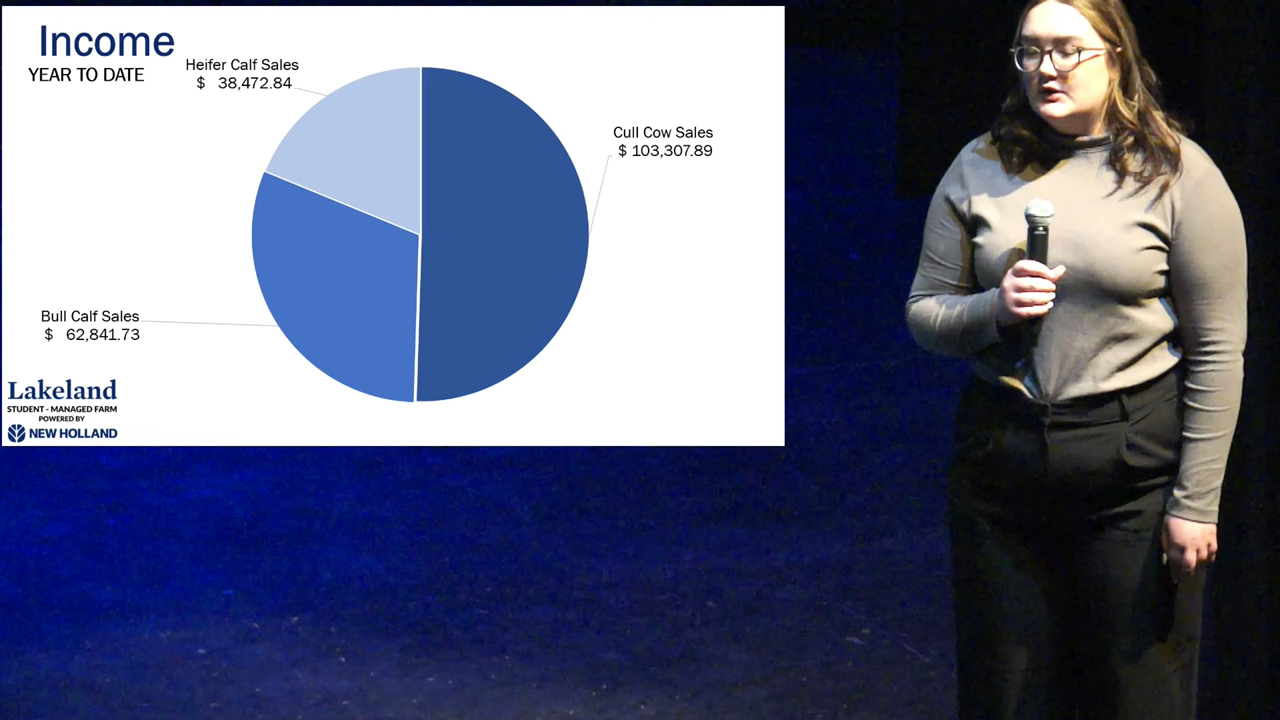 Income
YEAR TO DATE
Heifer Calf Sales
$ 38,472.84
Cull Cow Sales
$ 103,307.89
Bull Calf Sales
$ 62,841.73
Lakeland
STUDENT - MANAGED FARM
POWERED BY
NEW HOLLAND